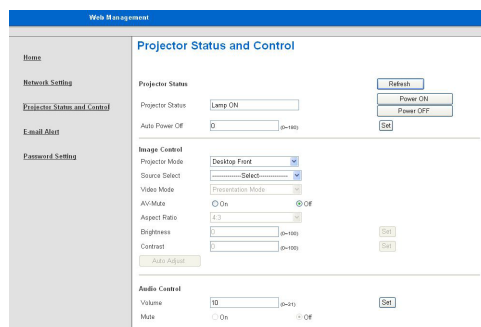 Web Management
Projector Status and Control
Home
Network Setting
Projector Status and Control
E-mail Alert
Password Setting
Projector Status
Refresh
Power ON
Power OFF
Projector Status Lamp ON
Auto Power Off 0 (0~180) Set
Image Control
Projector Mode Desktop Front
Source Select -------------Select-------------
Video Mode Presentation Mode
AV-Mute On Off
Aspect Ratio 4:3
Brightness 0 (0~100) Set
Contrast 0 (0~100) Set
Auto Adjust
Audio Control
Volume 10 (0~31) Set
Mute On Off